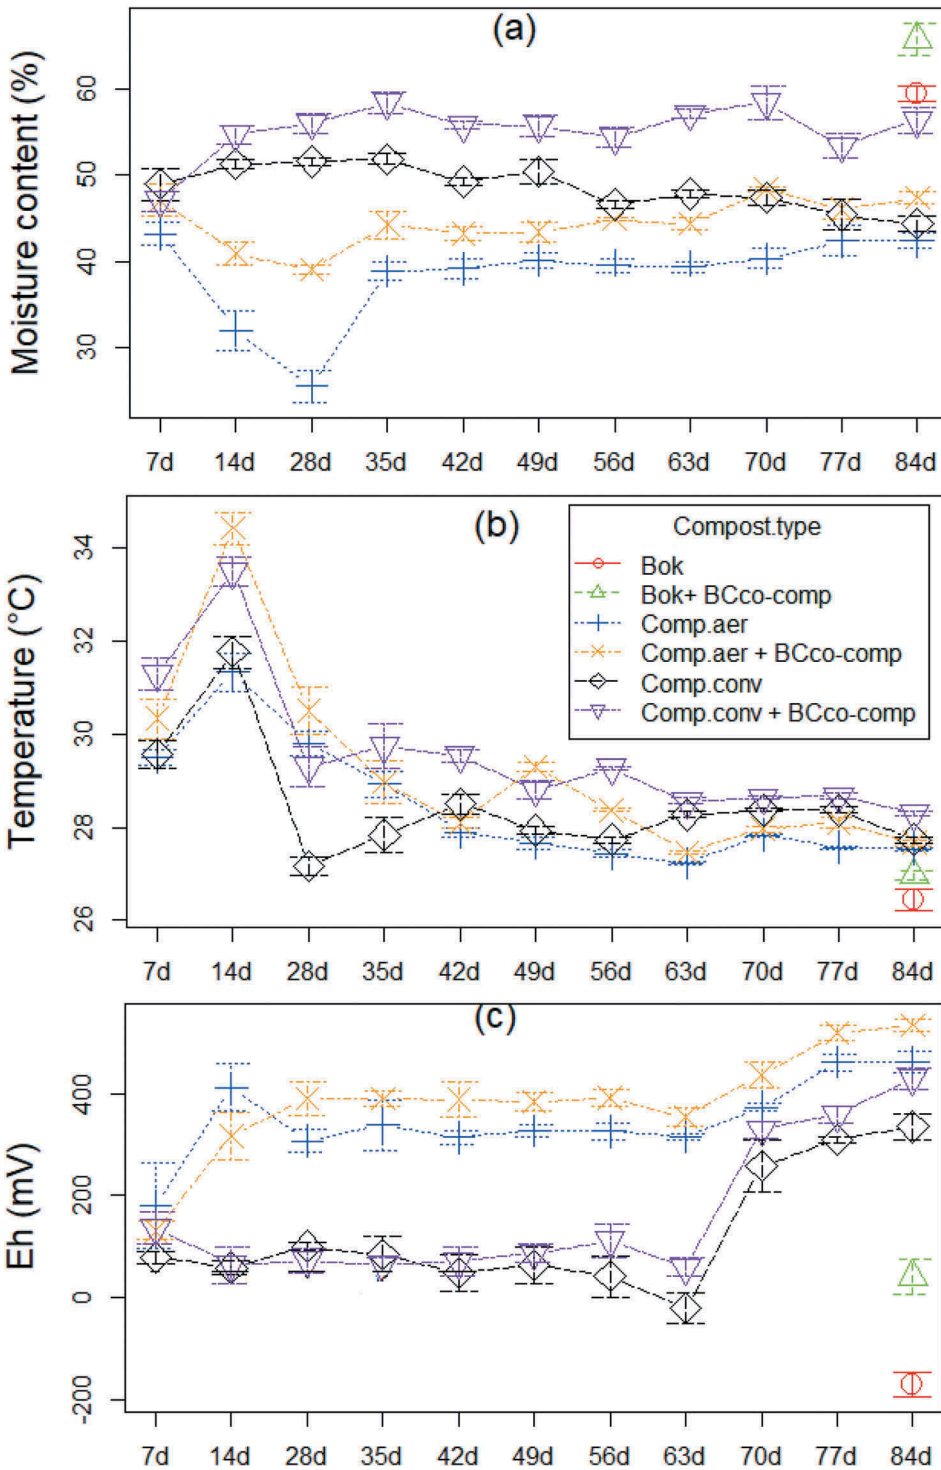 (a)
Moisture content (%)
60
50
40
30
7d 14d 28d 35d 42d 49d 56d 63d 70d 77d 84d
(b)
Temperature (°C)
34
32
30
28
26
Compost.type
Bok
Bok+ BCco-comp
Comp.aer
Comp.aer + BCco-comp
Comp.conv
Comp.conv + BCco-comp
7d 14d 28d 35d 42d 49d 56d 63d 70d 77d 84d
(c)
Eh (mV)
400
200
0
-200
7d 14d 28d 35d 42d 49d 56d 63d 70d 77d 84d